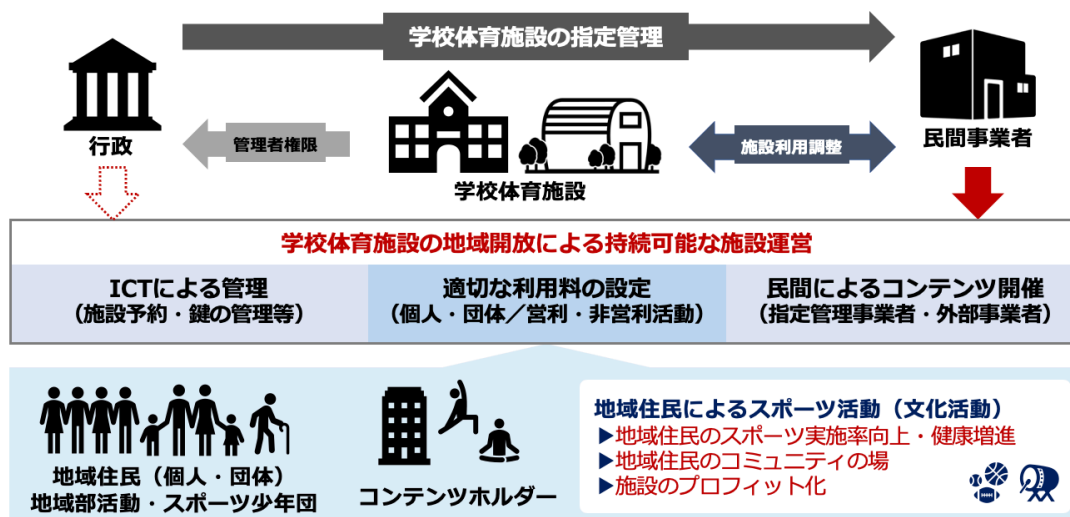 学校体育施設の指定管理
行政
管理者権限
学校体育施設
施設利用調整
民間事業者
学校体育施設の地域開放による持続可能な施設運営
ICTによる管理
（施設予約・鍵の管理等）
適切な利用料の設定
（個人・団体／営利・非営利活動）
民間によるコンテンツ開催
（指定管理事業者・外部事業者）
地域住民（個人・団体）
地域部活動・スポーツ少年団
コンテンツホルダー
地域住民によるスポーツ活動（文化活動）
▶地域住民のスポーツ実施率向上・健康増進
▶地域住民のコミュニティの場
▶施設のプロフィット化